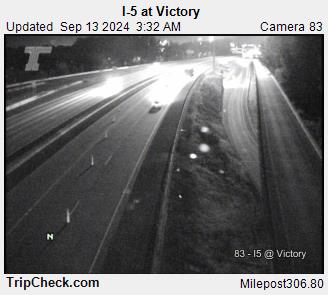 I-5 at Victory
Updated Sep 13 2024 3:32 AM Camera 83
T
N
83 - I5 @ Victory
TripCheck.com Milepost306.80